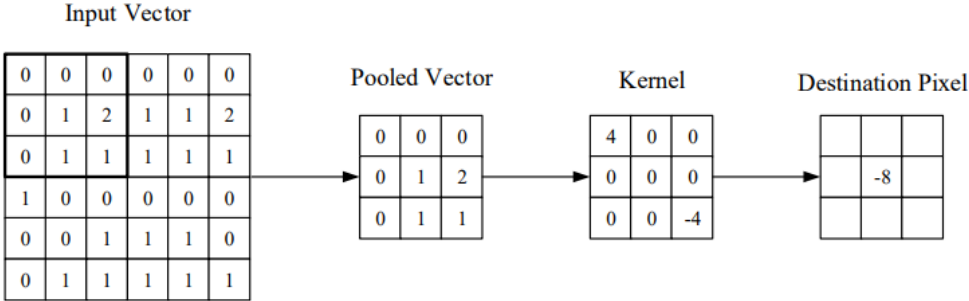 Input Vector
Pooled Vector
Kernel
Destination Pixel
0 0 0 0 0 0
0 1 2 1 1 2
0 1 1 1 1 1
1 0 0 0 0 0
0 0 1 1 1 0
0 1 1 1 1 1
0 0 0
0 1 2
0 1 1
4 0 0
0 0 0
0 0 -4
-8